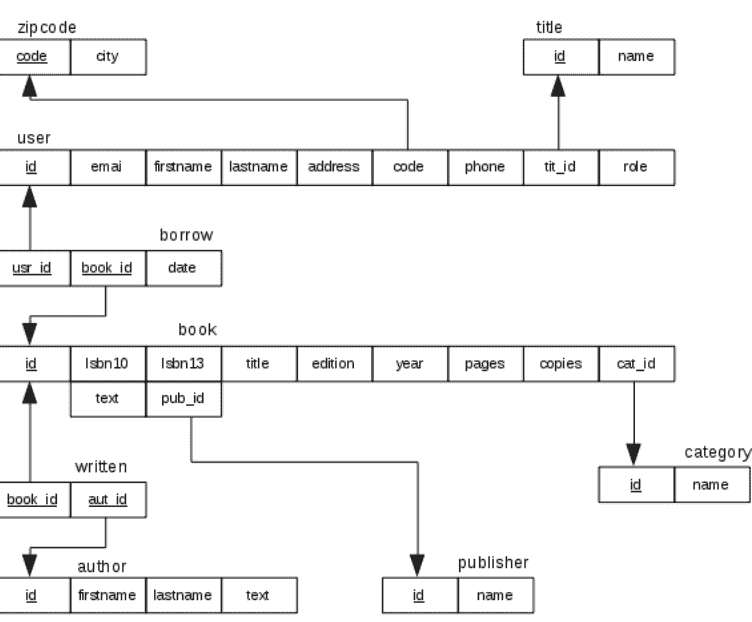 zipcode title
code city id name
user
id emai firstname lastname address code phone tit_id role
borrow
usr_id book_id date
book
id Isbn10 Isbn13 title edition year pages copies cat_id
text pub_id
category
written
id name
book_id aut_id
author publisher
id firstname lastname text id name